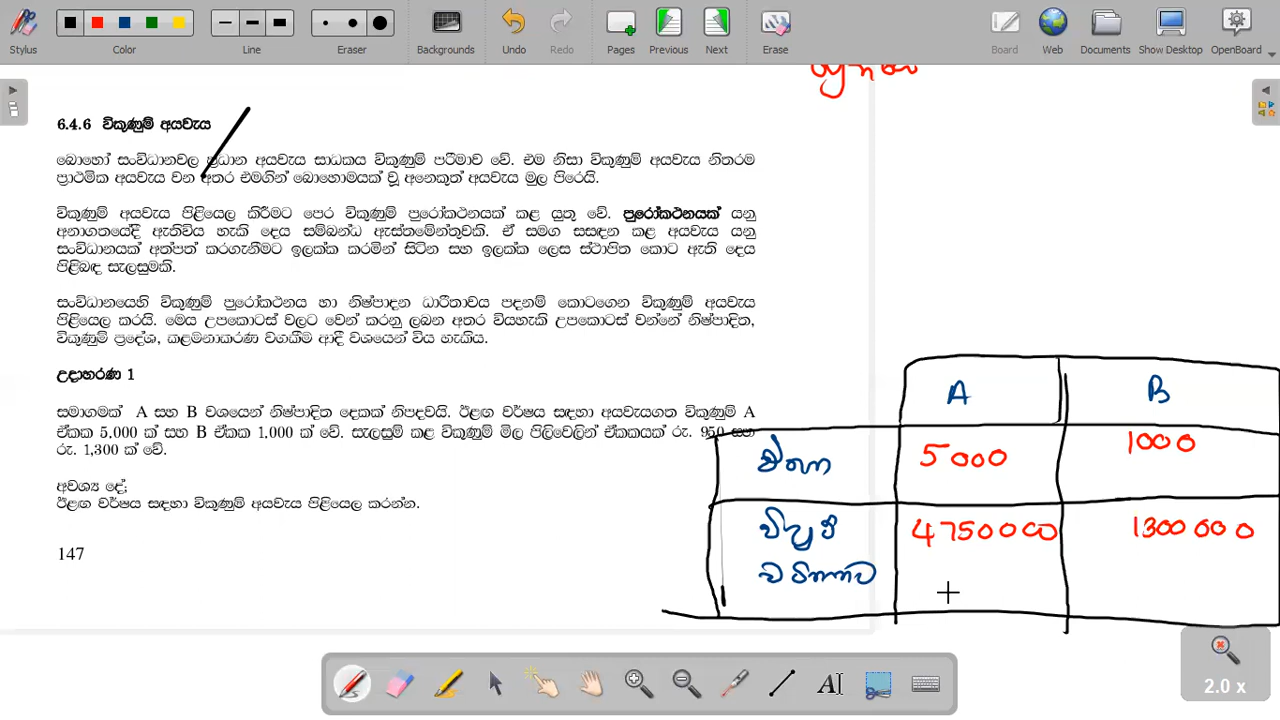 Stylus
Color
Line
Eraser
Backgrounds
Undo
Redo
Pages
Previous
Next
Erase
Board
Web
Documents
Show Desktop
OpenBoard
6.4.6 විකුණුම් අයවැය
බොහෝ සංවිධානවල ප්‍රධාන අයවැය සාධකය විකුණුම් පරිමාව වේ. එම නිසා විකුණුම් අයවැය නිතරම
ප්‍රාථමික අයවැය වන අතර එමගින් බොහොමයක් වූ අනෙකුත් අයවැය මුල පිරෙයි.
විකුණුම් අයවැය පිළියෙල කිරීමට පෙර විකුණුම් පුරෝකථනයක් කළ යුතු වේ. පුරෝකථනයක් යනු
අනාගතයේදී ඇතිවිය හැකි දෙය සම්බන්ධ ඇස්තමේන්තුවකි. ඒ සමග සසඳන කළ අයවැය යනු
සංවිධානයක් අත්පත් කරගැනීමට ඉලක්ක කරමින් සිටින සහ ඉලක්ක ලෙස ස්ථාපිත කොට ඇති දෙය
පිළිබඳ සැලසුමකි.
සංවිධානයෙහි විකුණුම් පුරෝකථනය හා නිෂ්පාදන ධාරිතාවය පදනම් කොටගෙන විකුණුම් අයවැය
පිළියෙල කරයි. මෙය උපකොටස් වලට වෙන් කරනු ලබන අතර වියහැකි උපකොටස් වන්නේ නිෂ්පාදිත,
විකුණුම් ප්‍රදේශ, කළමනාකරණ වගකීම් ආදී වශයෙන් විය හැකිය.
උදාහරණ 1
සමාගමක් A සහ B වශයෙන් නිෂ්පාදිත දෙකක් නිපදවයි. ඊළඟ වර්ෂය සඳහා අයවැයගත විකුණුම් A
ඒකක 5,000 ක් සහ B ඒකක 1,000 ක් වේ. සැලසුම් කළ විකුණුම් මිල පිලිවෙලින් ඒකකයක් රු. 950 සහ
රු. 1,300 ක් වේ.
අවශ්‍ය දේ;
ඊළඟ වර්ෂය සඳහා විකුණුම් අයවැය පිළියෙල කරන්න.
147
A B
ඒකක 5000 1000
4750000 1300000
2.0 x